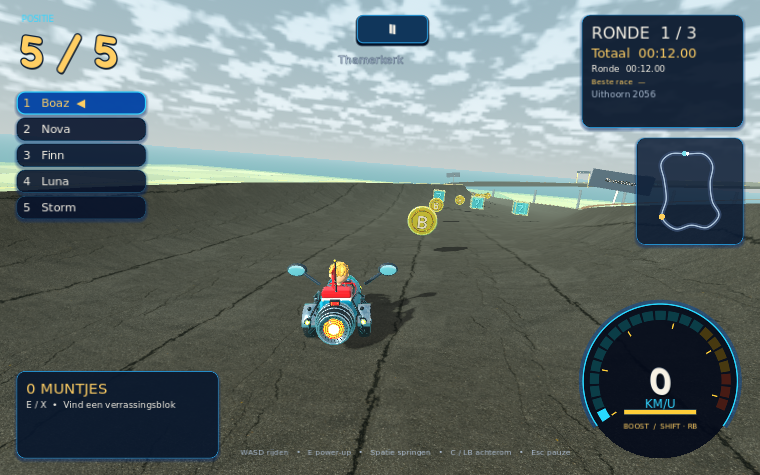 POSITIE
5 / 5
1 Boaz ◀
2 Nova
3 Finn
4 Luna
5 Storm
Thamerkerk
RONDE 1 / 3
Totaal 00:12.00
Ronde 00:12.00
Beste race —
Uithoorn 2056
B
0 MUNTJES
E / X • Vind een verrassingsblok
0
KM/U
BOOST / SHIFT · RB
WASD rijden • E power-up • Spatie springen • C / LB achterom • Esc pauze